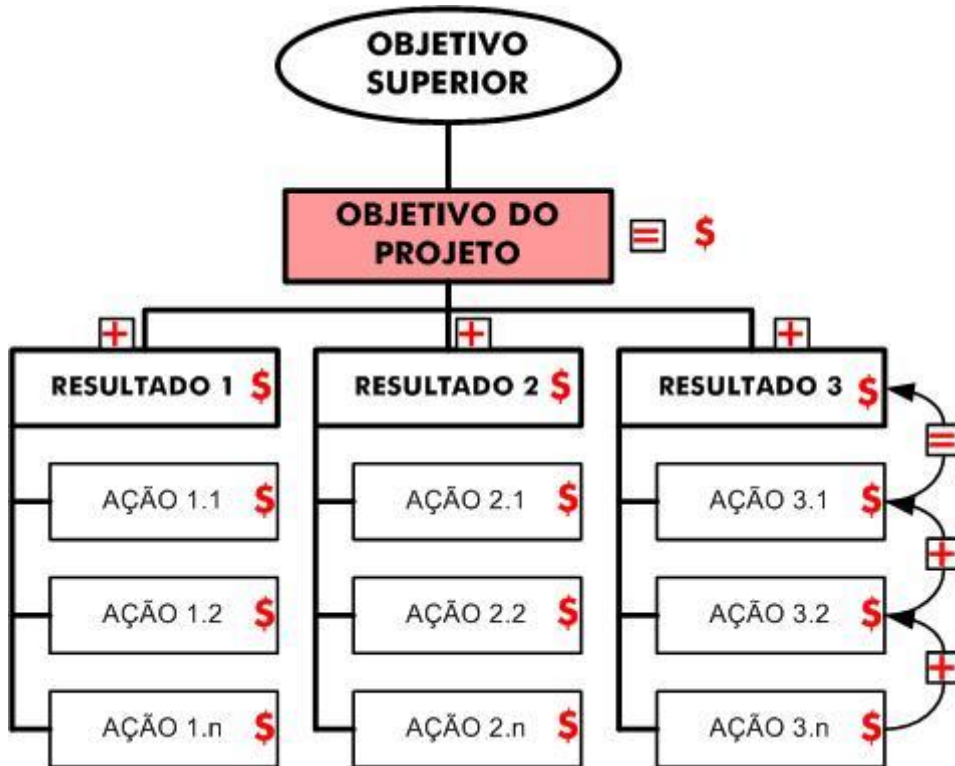 OBJETIVO
SUPERIOR
OBJETIVO DO
PROJETO
= $
+ + +
RESULTADO 1 $
RESULTADO 2 $
RESULTADO 3 $
=
AÇÃO 1.1 $
AÇÃO 2.1 $
AÇÃO 3.1 $
+
AÇÃO 1.2 $
AÇÃO 2.2 $
AÇÃO 3.2 $
+
AÇÃO 1.n $
AÇÃO 2.n $
AÇÃO 3.n $